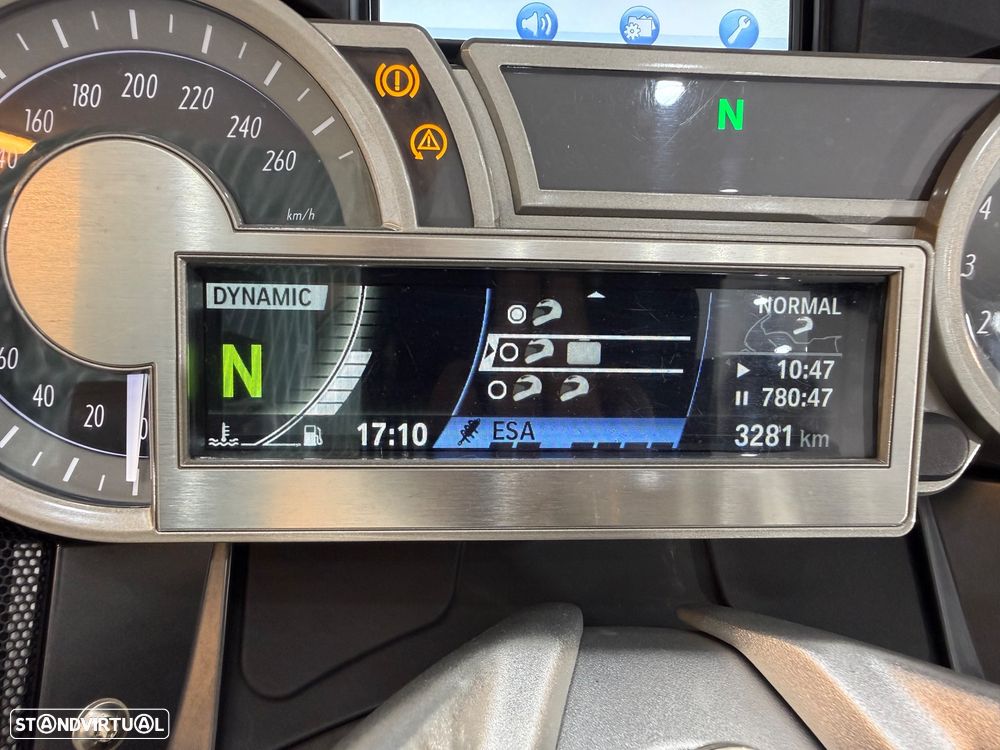 160
180
200
220
240
260
km/h
N
4
3
2
DYNAMIC
NORMAL
N
10:47
780:47
60
40
20
17:10
ESA
3281 km
STANDVIRTUAL